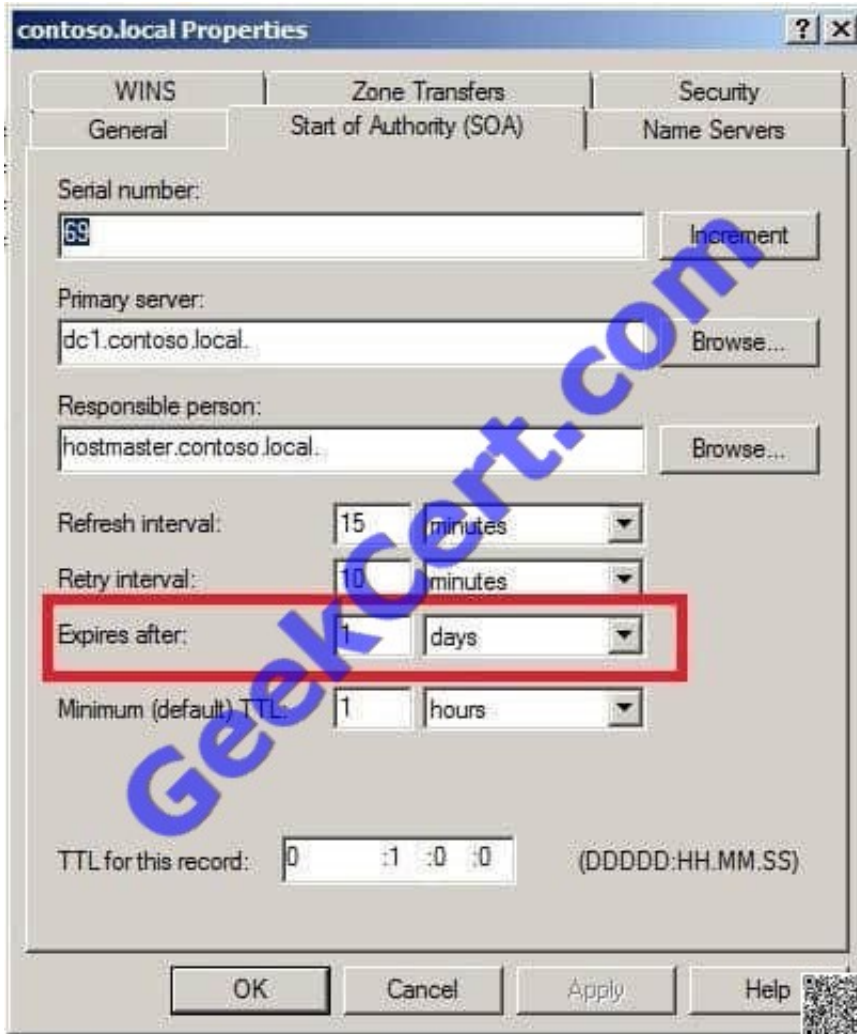 contoso.local Properties
? X
WINS
Zone Transfers
Security
General
Start of Authority (SOA)
Name Servers
Serial number:
69
Increment
Primary server:
dc1.contoso.local.
Browse...
Responsible person:
hostmaster.contoso.local.
Browse...
Refresh interval:
15
minutes
Retry interval:
10
minutes
Expires after:
1
days
Minimum (default) TTL:
1
hours
TTL for this record:
0 :1 :0 :0
(DDDDD:HH.MM.SS)
OK
Cancel
Apply
Help
GeekCert.com